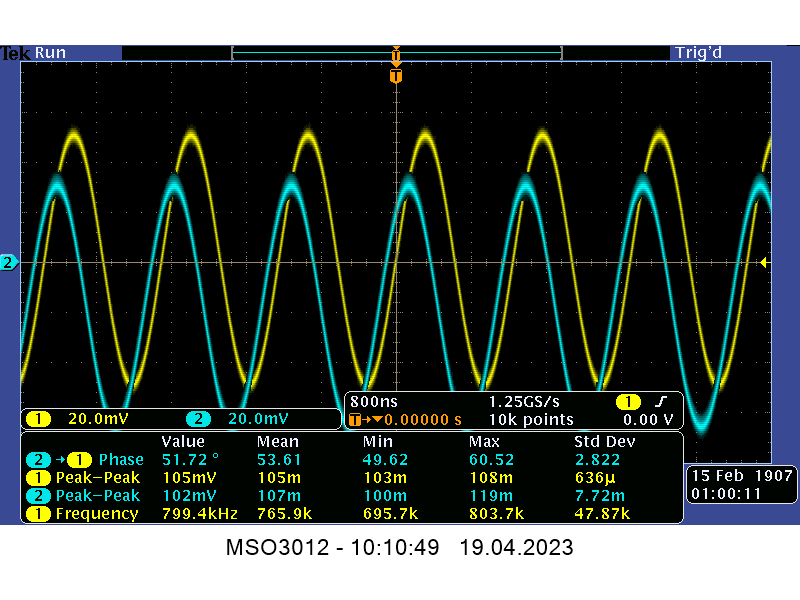 Tek Run Trig'd
T
T
2
1 20.0mV 2 20.0mV
800ns 1.25GS/s 1
T→▼0.00000 s 10k points 0.00 V
Value Mean Min Max Std Dev
2 →1 Phase 51.72 ° 53.61 49.62 60.52 2.822
1 Peak–Peak 105mV 105m 103m 108m 636µ
2 Peak–Peak 102mV 107m 100m 119m 7.72m
1 Frequency 799.4kHz 765.9k 695.7k 803.7k 47.87k
15 Feb 1907
01:00:11
MSO3012 - 10:10:49 19.04.2023